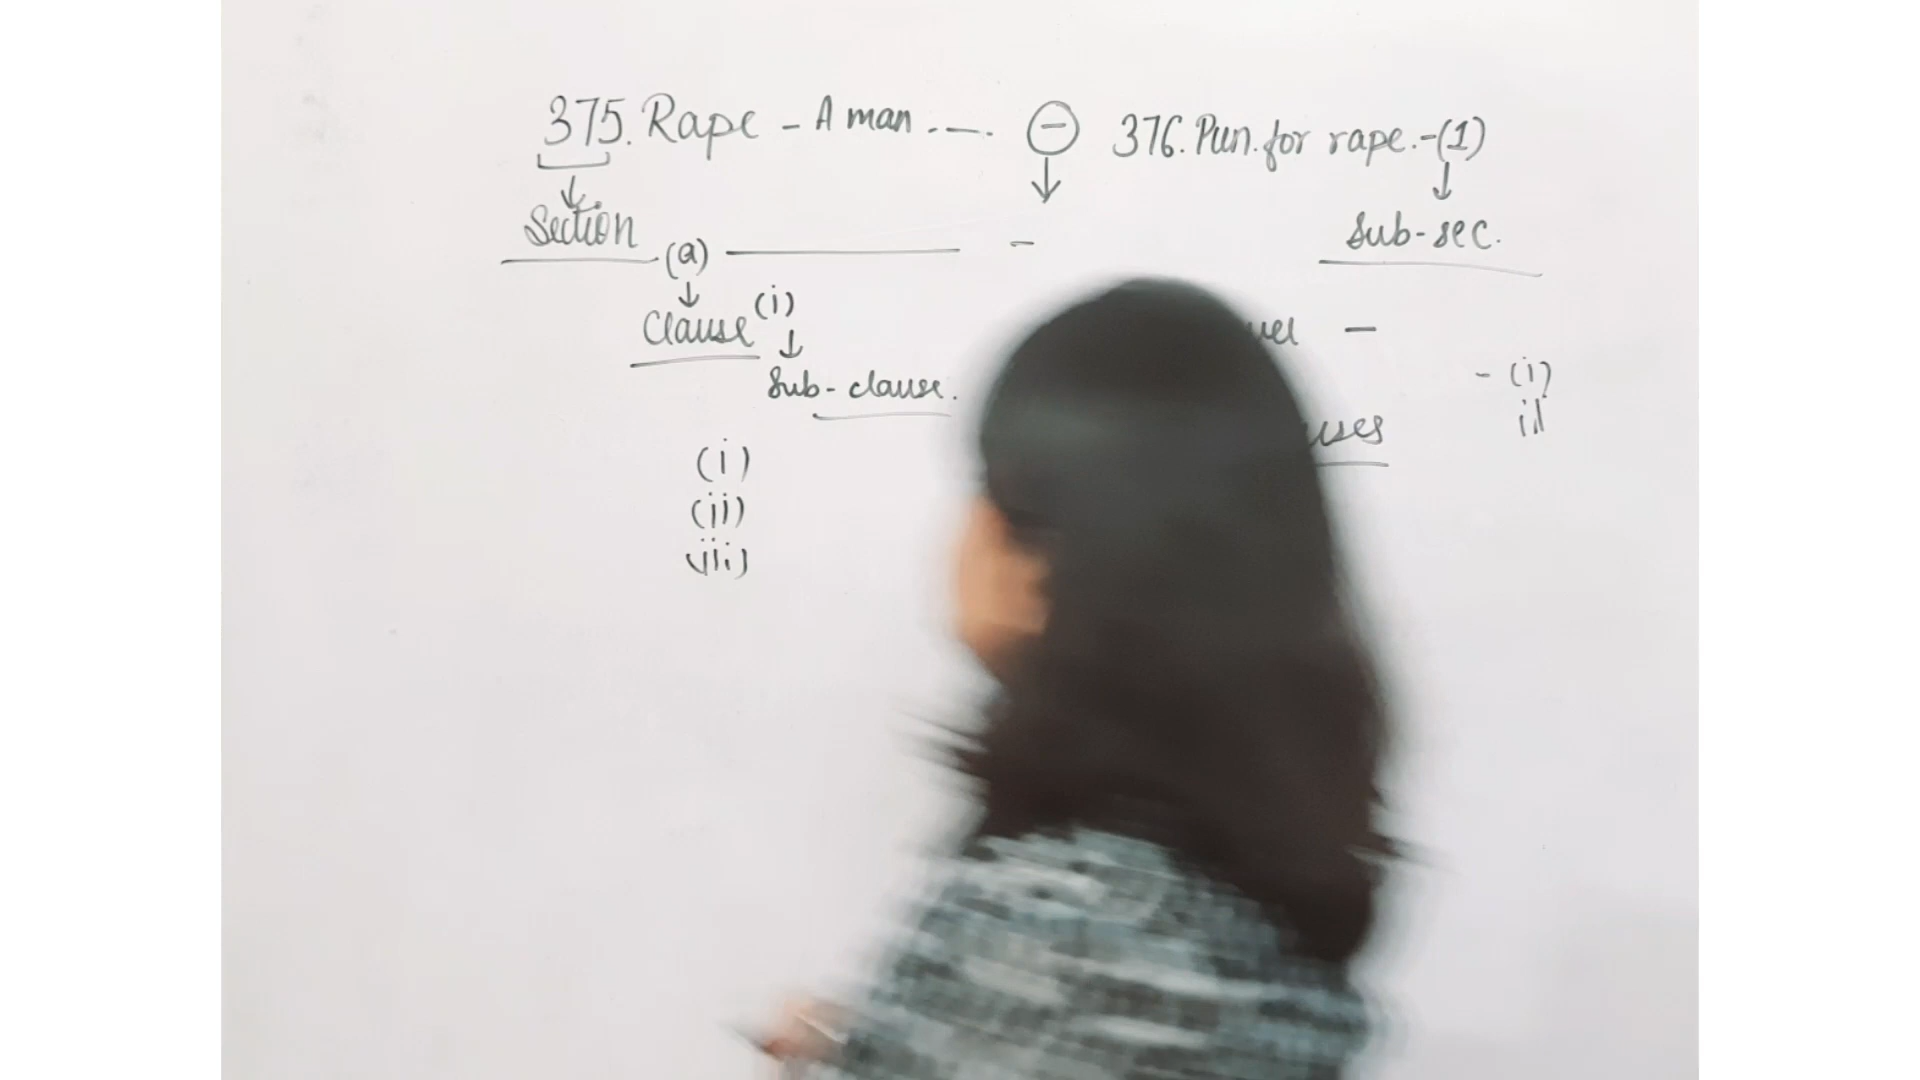 375. Rape - A man .—. ⊖ 376. Pun. for rape.-(1)
Section
Sub-sec.
(a) ——— -
Clause (i)
—
Sub-clause.
- (i)
ii)
(i)
(ii)
(iii)